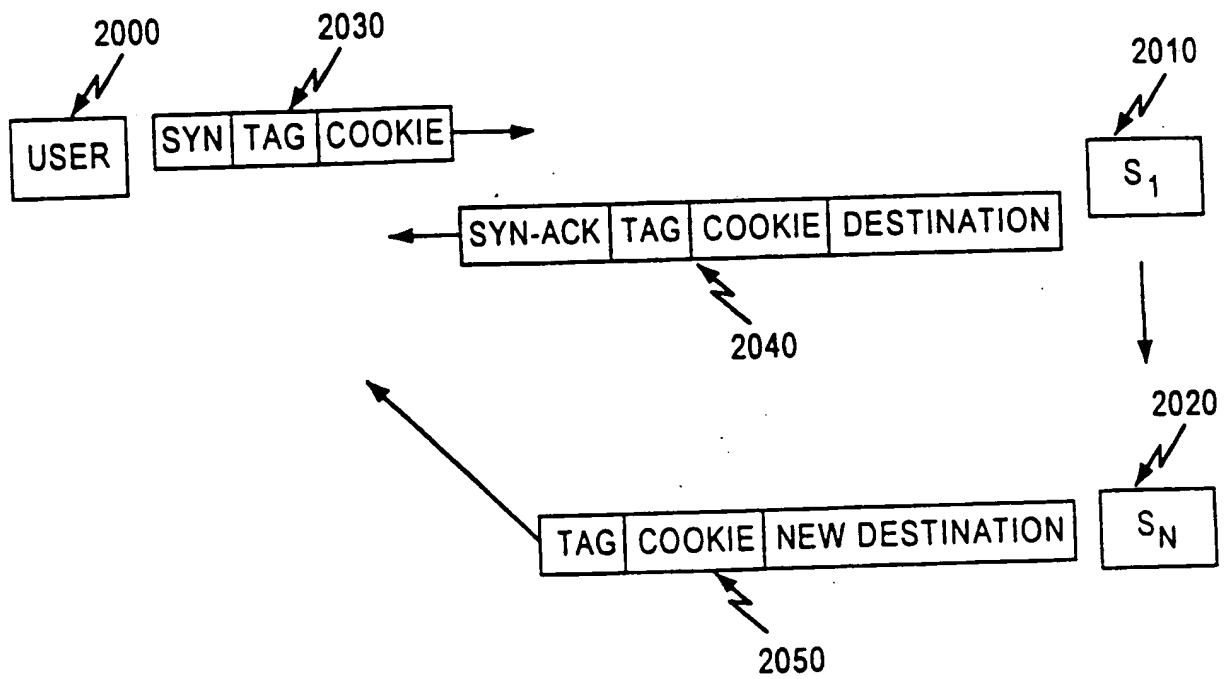 2000
2030
2010
USER
SYN TAG COOKIE
S1
SYN-ACK TAG COOKIE DESTINATION
2040
2020
TAG COOKIE NEW DESTINATION
SN
2050